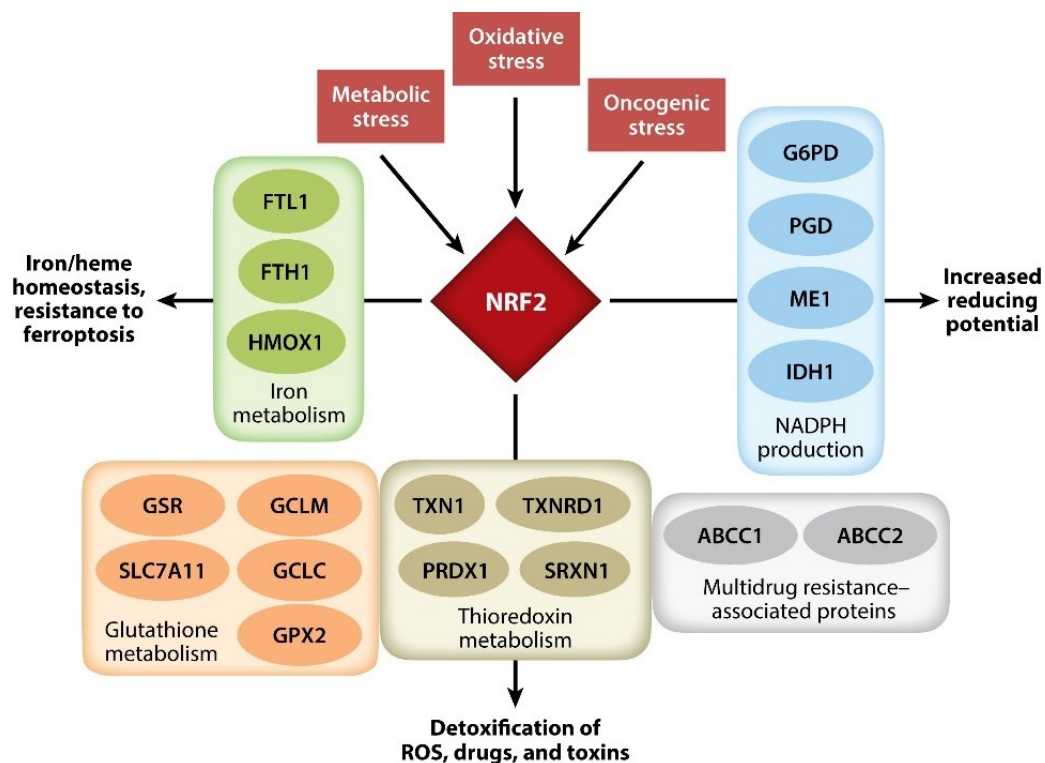 Oxidative
stress
Metabolic
stress
Oncogenic
stress
FTL1
FTH1
HMOX1
Iron
metabolism
Iron/heme
homeostasis,
resistance to
ferroptosis
NRF2
G6PD
PGD
ME1
IDH1
NADPH
production
Increased
reducing
potential
GSR
GCLM
SLC7A11
GCLC
GPX2
Glutathione
metabolism
TXN1
TXNRD1
PRDX1
SRXN1
Thioredoxin
metabolism
ABCC1
ABCC2
Multidrug resistance–
associated proteins
Detoxification of
ROS, drugs, and toxins